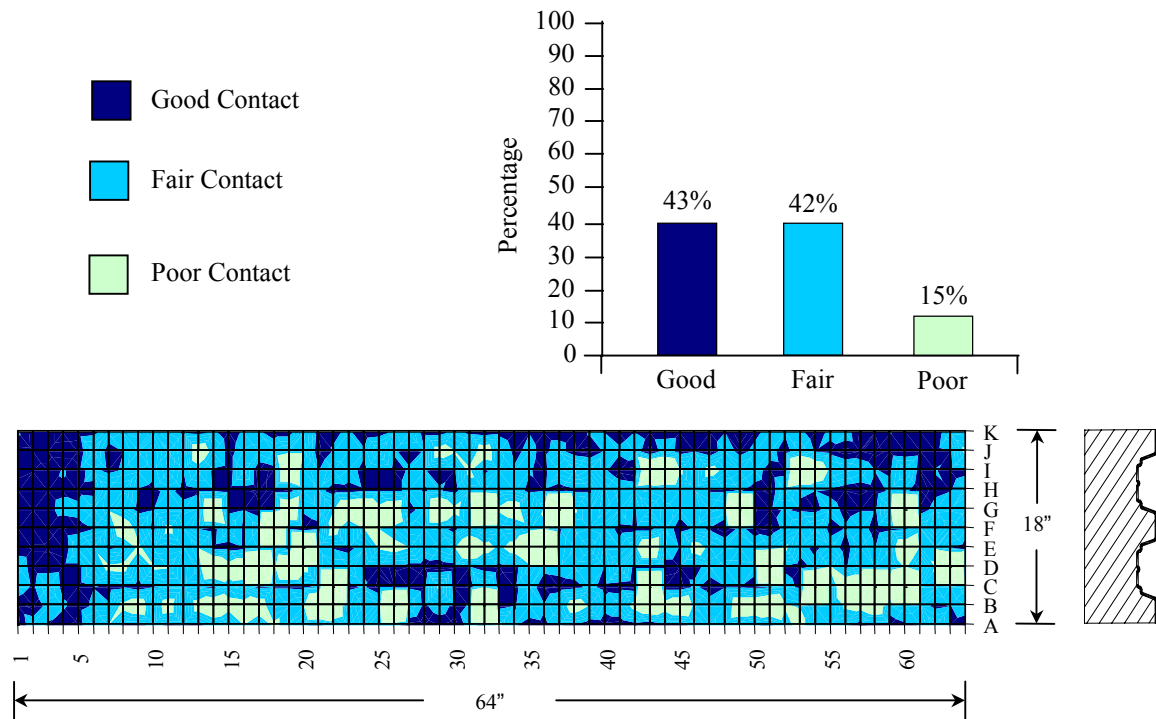 Good Contact
Fair Contact
Poor Contact
Percentage
100
90
80
70
60
50
40
30
20
10
0
43%
42%
15%
Good Fair Poor
K
J
I
H
G
F
E
D
C
B
A
18”
1 5 10 15 20 25 30 35 40 45 50 55 60
64”